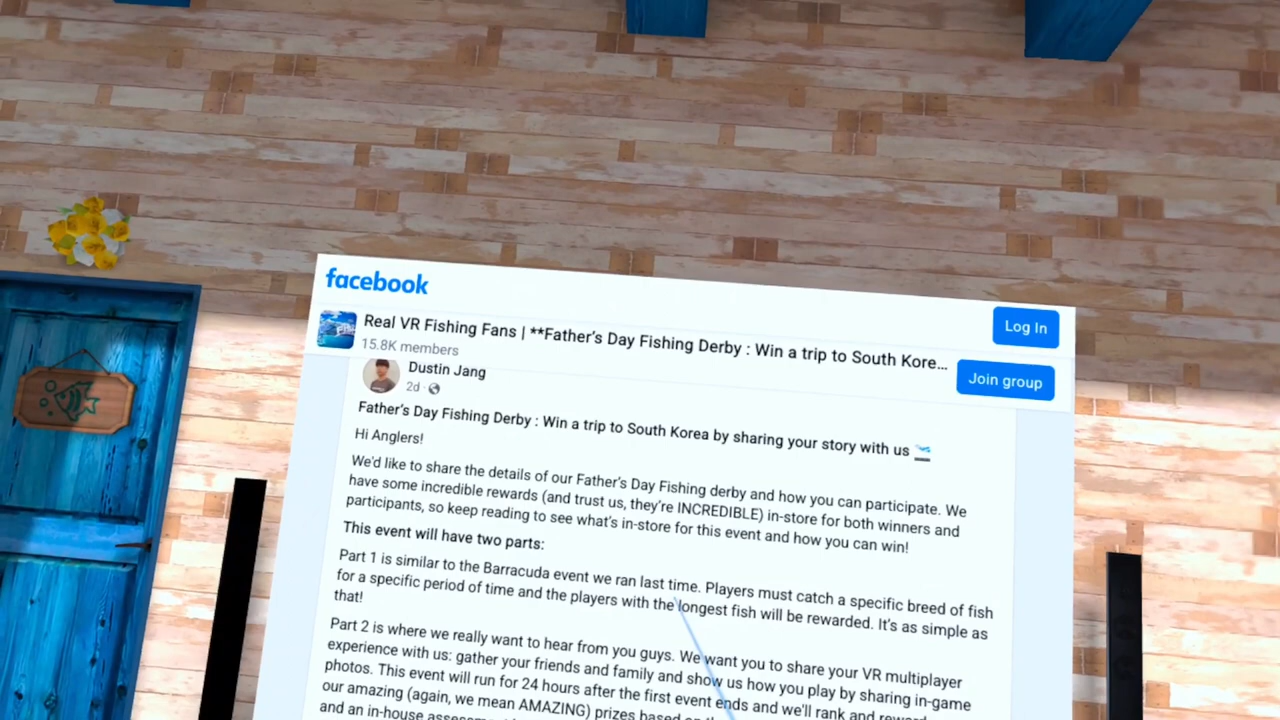 facebook
Log In
Real VR Fishing Fans | **Father's Day Fishing Derby : Win a trip to South Kore...
15.8K members
Join group
Dustin Jang
2d ·
Father's Day Fishing Derby : Win a trip to South Korea by sharing your story with us
Hi Anglers!
We'd like to share the details of our Father's Day Fishing derby and how you can participate. We
have some incredible rewards (and trust us, they're INCREDIBLE) in-store for both winners and
participants, so keep reading to see what's in-store for this event and how you can win!
This event will have two parts:
Part 1 is similar to the Barracuda event we ran last time. Players must catch a specific breed of fish
for a specific period of time and the players with the longest fish will be rewarded. It's as simple as
that!
Part 2 is where we really want to hear from you guys. We want you to share your VR multiplayer
experience with us: gather your friends and family and show us how you play by sharing in-game
photos. This event will run for 24 hours after the first event ends and we'll rank and reward
our amazing (again, we mean AMAZING) prizes based on
and an in-house